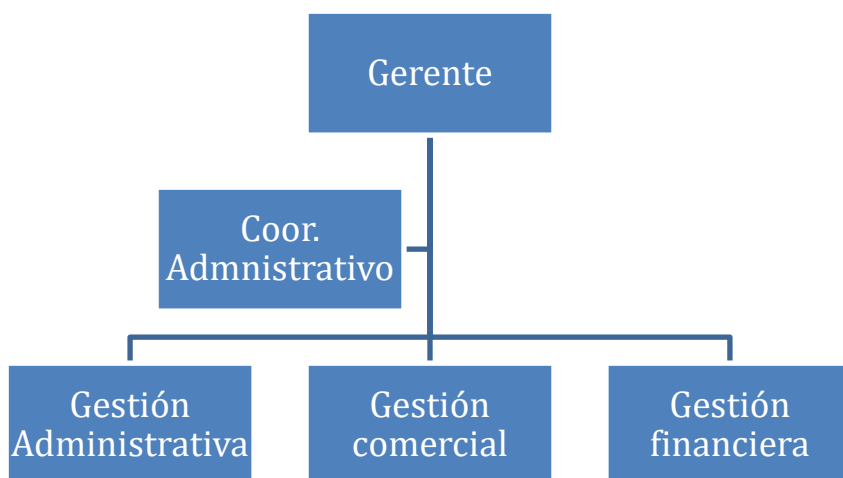 Gerente
Coor.
Admnistrativo
Gestión
Administrativa
Gestión
comercial
Gestión
financiera